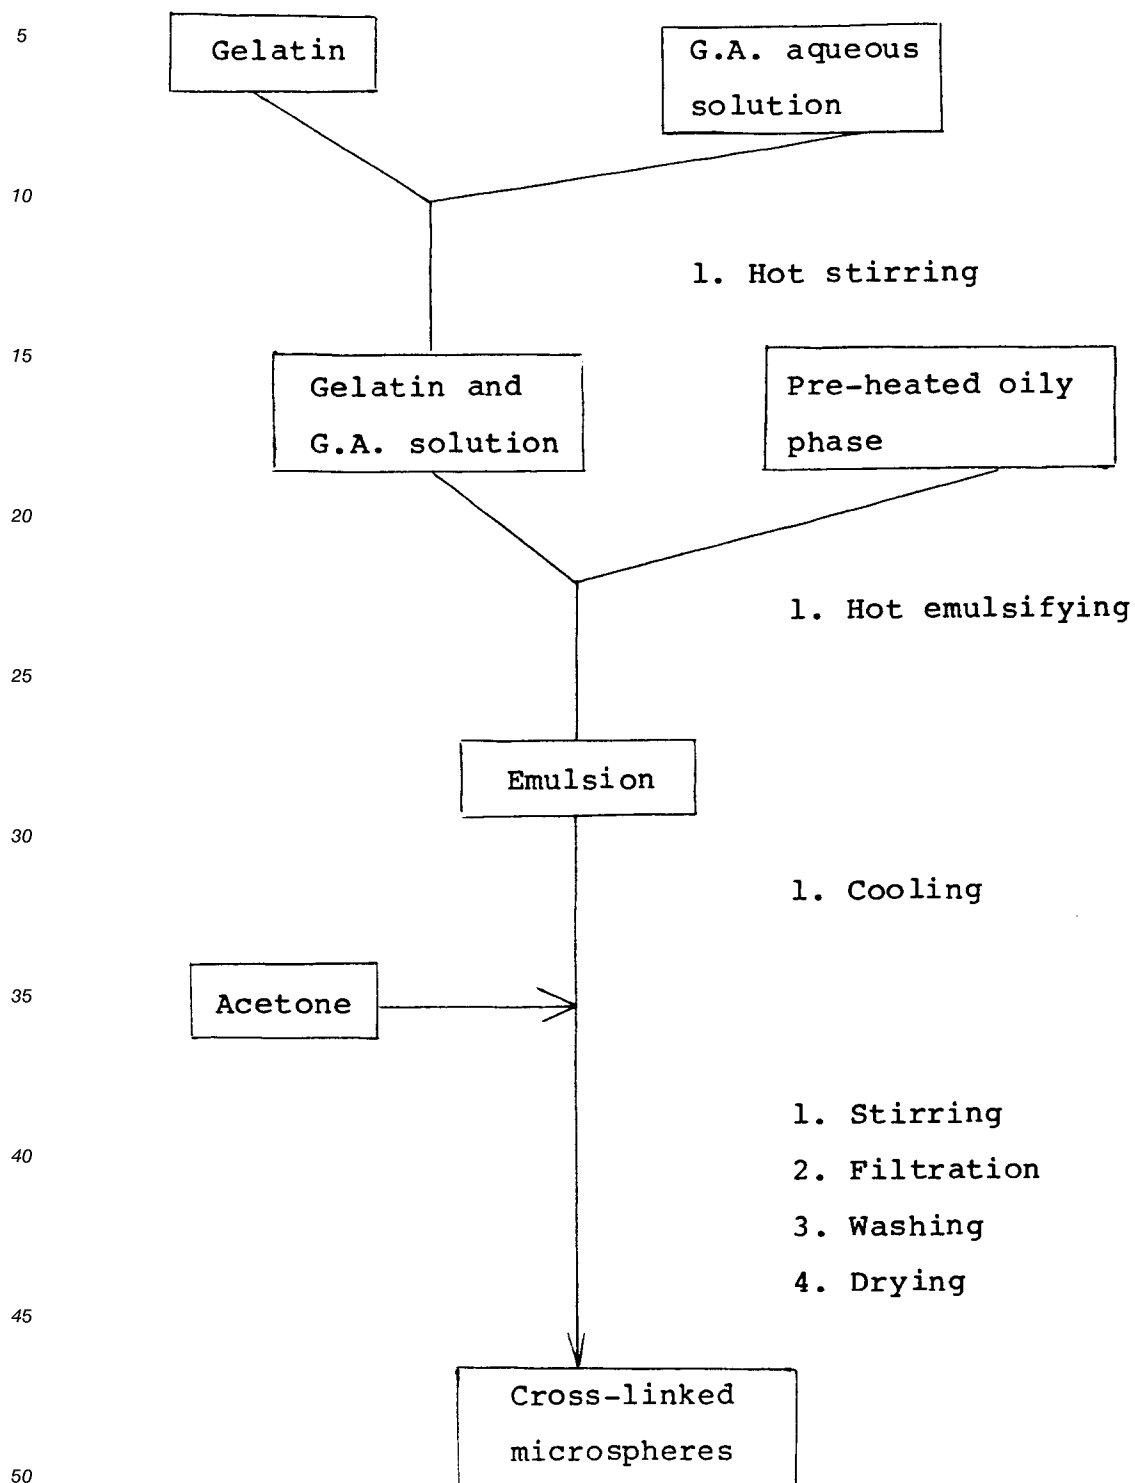 5
Gelatin
G.A. aqueous
solution
10
1. Hot stirring
15
Gelatin and
G.A. solution
Pre-heated oily
phase
20
1. Hot emulsifying
25
Emulsion
30
1. Cooling
35
Acetone
1. Stirring
40
2. Filtration
3. Washing
4. Drying
45
Cross-linked
microspheres
50